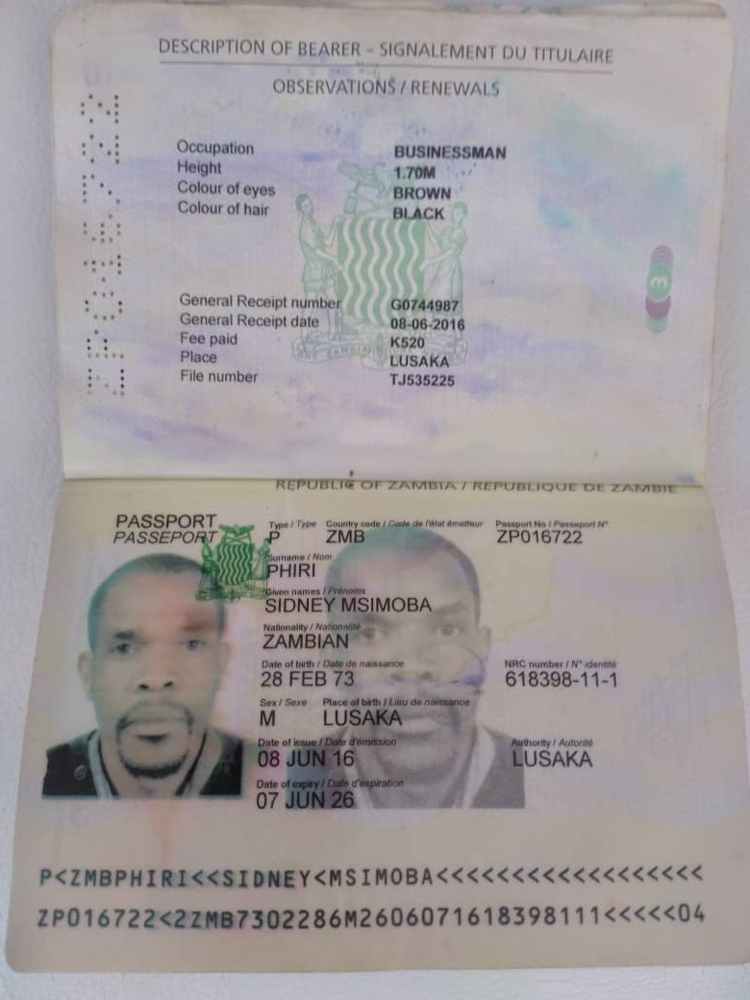 DESCRIPTION OF BEARER - SIGNALEMENT DU TITULAIRE
OBSERVATIONS / RENEWALS
Occupation BUSINESSMAN
Height 1.70M
Colour of eyes BROWN
Colour of hair BLACK
General Receipt number G0744987
General Receipt date 08-06-2016
Fee paid K520
Place LUSAKA
File number TJ535225
3
REPUBLIC OF ZAMBIA / REPUBLIQUE DE ZAMBIE
PASSPORT
PASSEPORT
Type / Type Country code / Code de l'état émetteur Passport No / Passeport N°
P ZMB ZP016722
Surname / Nom
PHIRI
Given names / Prénoms
SIDNEY MSIMOBA
Nationality / Nationalité
ZAMBIAN
Date of birth / Date de naissance NRC number / N° identité
28 FEB 73 618398-11-1
Sex / Sexe Place of birth / Lieu de naissance
M LUSAKA
Date of issue / Date d'émission Authority / Autorité
08 JUN 16 LUSAKA
Date of expiry / Date d'expiration
07 JUN 26
P<ZMBPHIRI<<SIDNEY<MSIMOBA<<<<<<<<<<<<<<<<<<
ZP016722<2ZMB7302286M2606071618398111<<<<<04